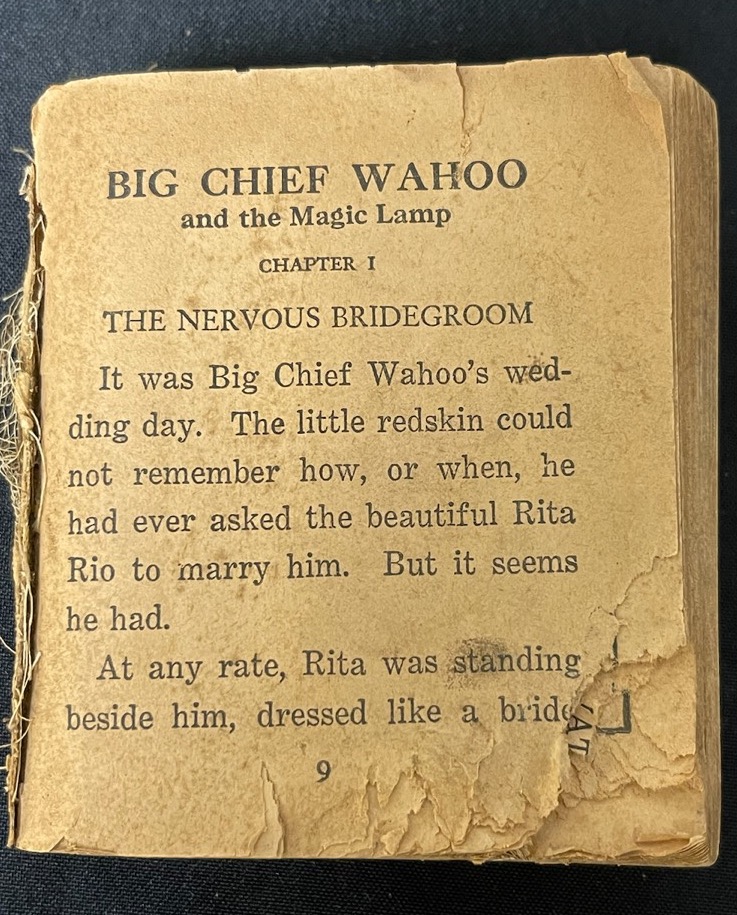 BIG CHIEF WAHOO
and the Magic Lamp
CHAPTER I
THE NERVOUS BRIDEGROOM
It was Big Chief Wahoo's wed-
ding day. The little redskin could
not remember how, or when, he
had ever asked the beautiful Rita
Rio to marry him. But it seems
he had.
At any rate, Rita was standing
beside him, dressed like a bride
9